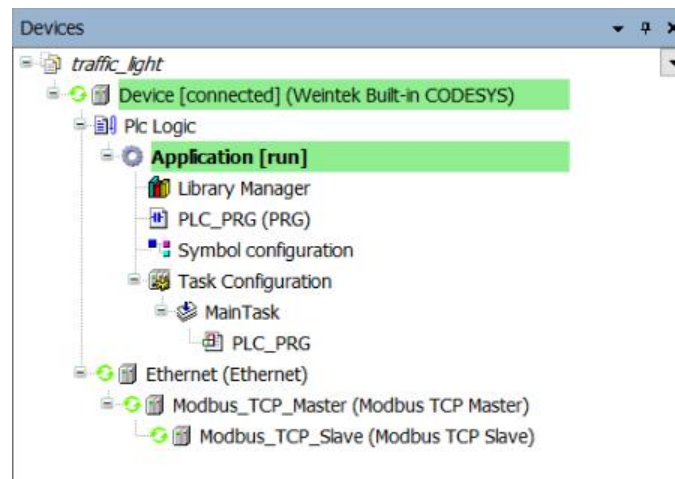 Devices
traffic_light
Device [connected] (Weintek Built-in CODESYS)
Plc Logic
Application [run]
Library Manager
PLC_PRG (PRG)
Symbol configuration
Task Configuration
MainTask
PLC_PRG
Ethernet (Ethernet)
Modbus_TCP_Master (Modbus TCP Master)
Modbus_TCP_Slave (Modbus TCP Slave)